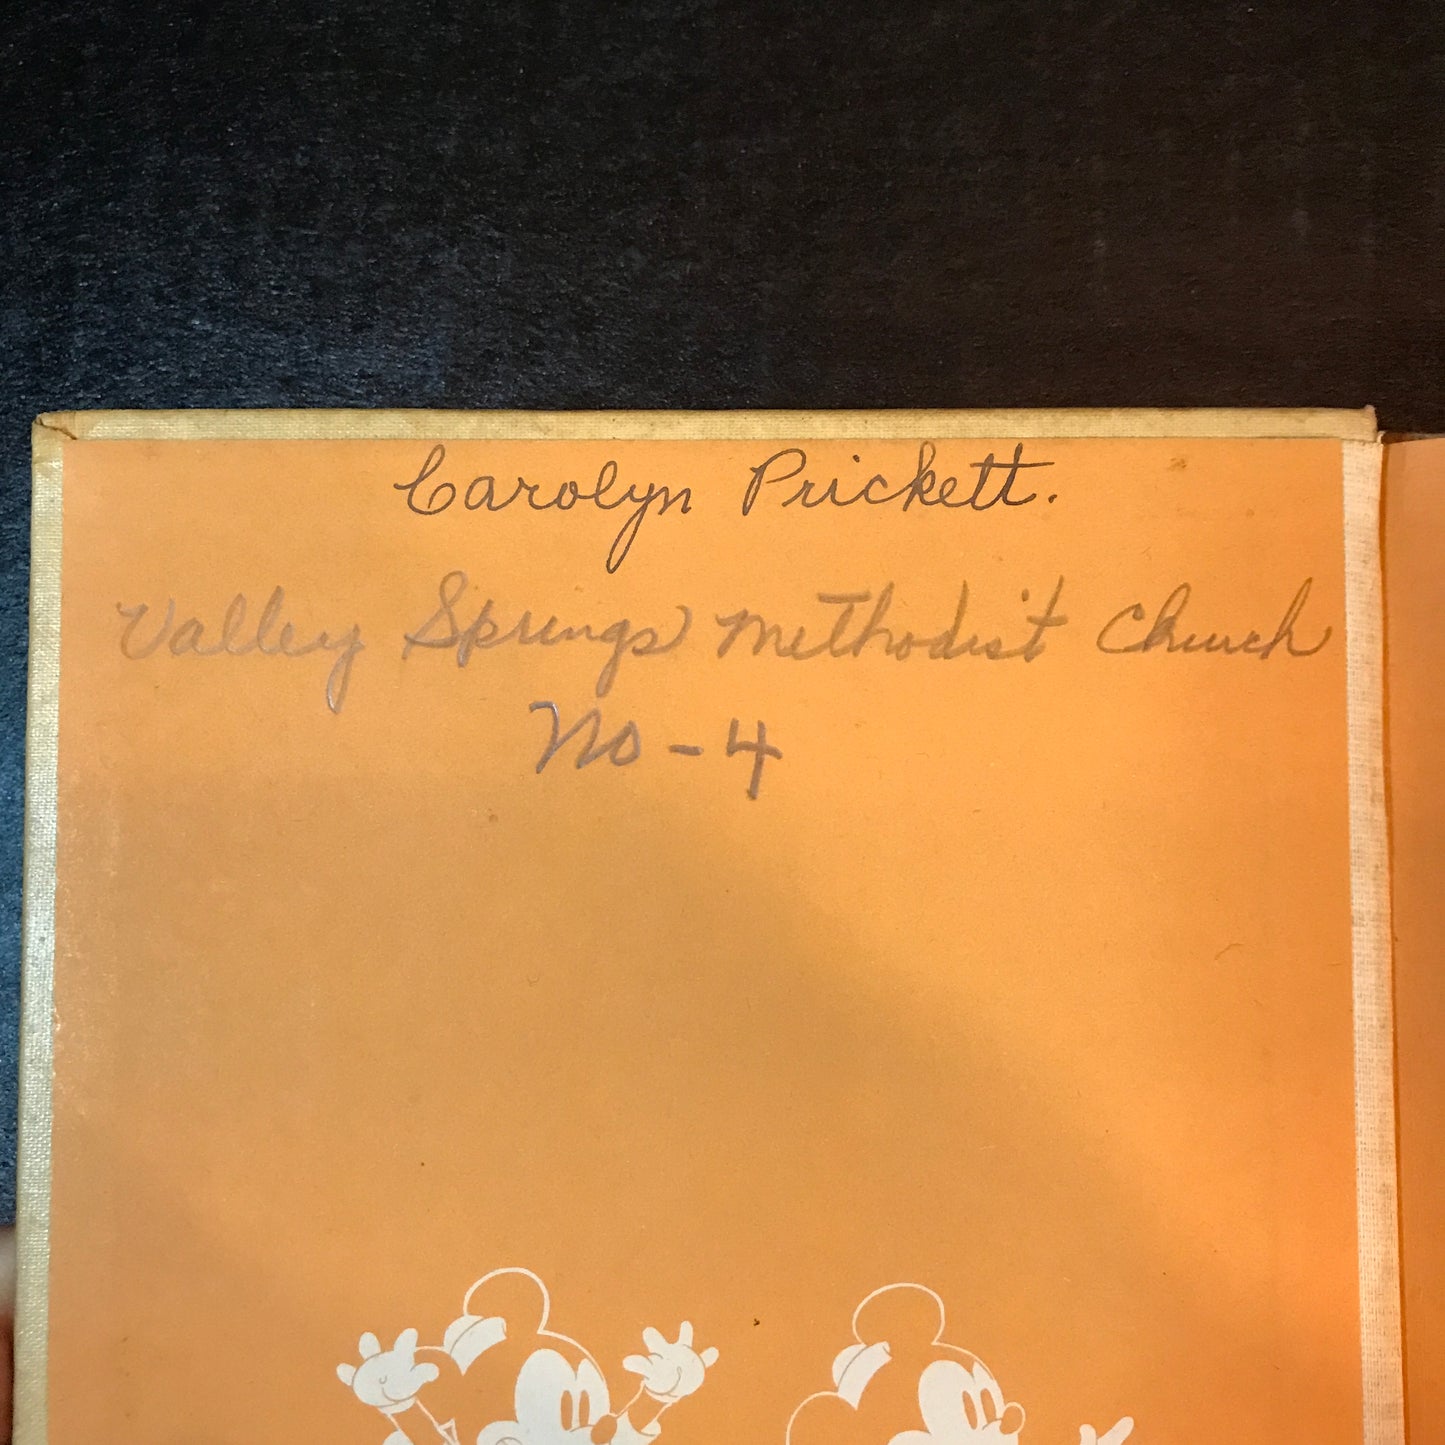 Carolyn Prickett.
Valley Springs Methodist Church
No-4